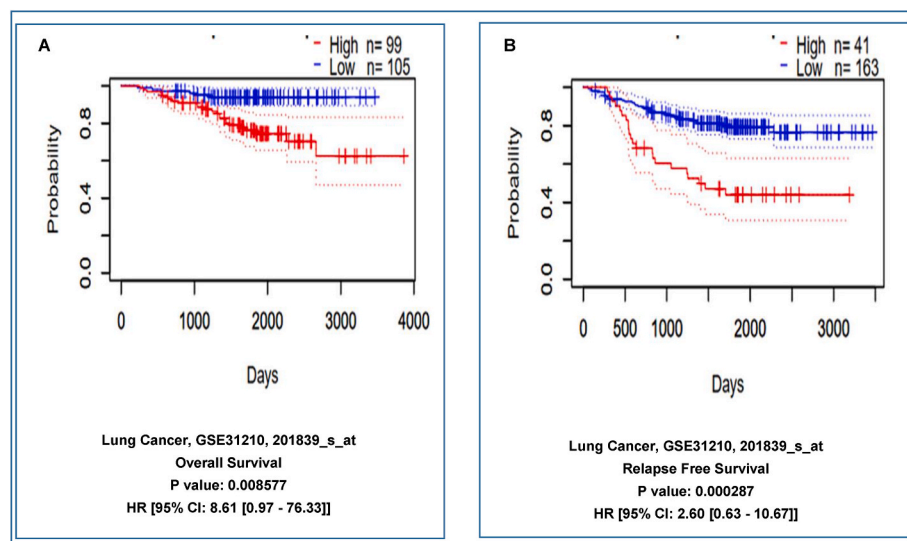 A
High n= 99
Low n= 105
Probability
0.8
0.4
0.0
0 1000 2000 3000 4000
Days
Lung Cancer, GSE31210, 201839_s_at
Overall Survival
P value: 0.008577
HR [95% CI: 8.61 [0.97 - 76.33]]
B
High n= 41
Low n= 163
Probability
0.8
0.4
0.0
0 500 1000 2000 3000
Days
Lung Cancer, GSE31210, 201839_s_at
Relapse Free Survival
P value: 0.000287
HR [95% CI: 2.60 [0.63 - 10.67]]